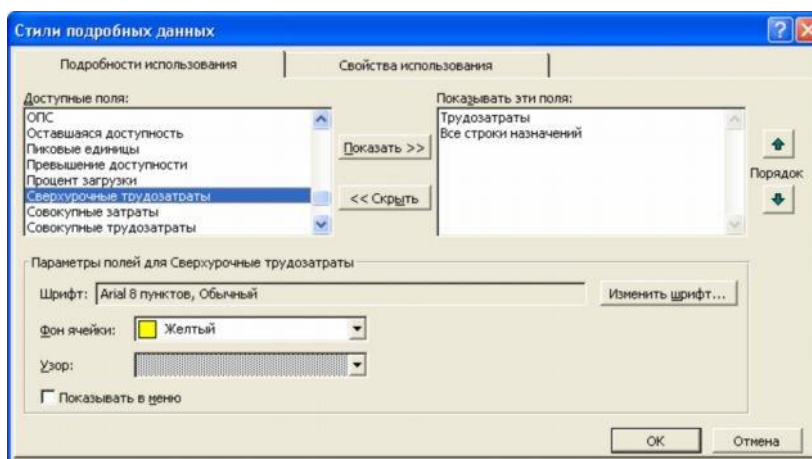 Стили подробных данных
Подробности использования
Свойства использования
Доступные поля:
Показывать эти поля:
ОПС
Оставшаяся доступность
Пиковые единицы
Превышение доступности
Процент загрузки
Сверхурочные трудозатраты
Совокупные затраты
Совокупные трудозатраты
Показать >>
<< Скрыть
Трудозатраты
Все строки назначений
Порядок
Параметры полей для Сверхурочные трудозатраты
Шрифт: Arial 8 пунктов, Обычный
Изменить шрифт...
Фон ячейки: Желтый
Узор:
Показывать в меню
ОК
Отмена